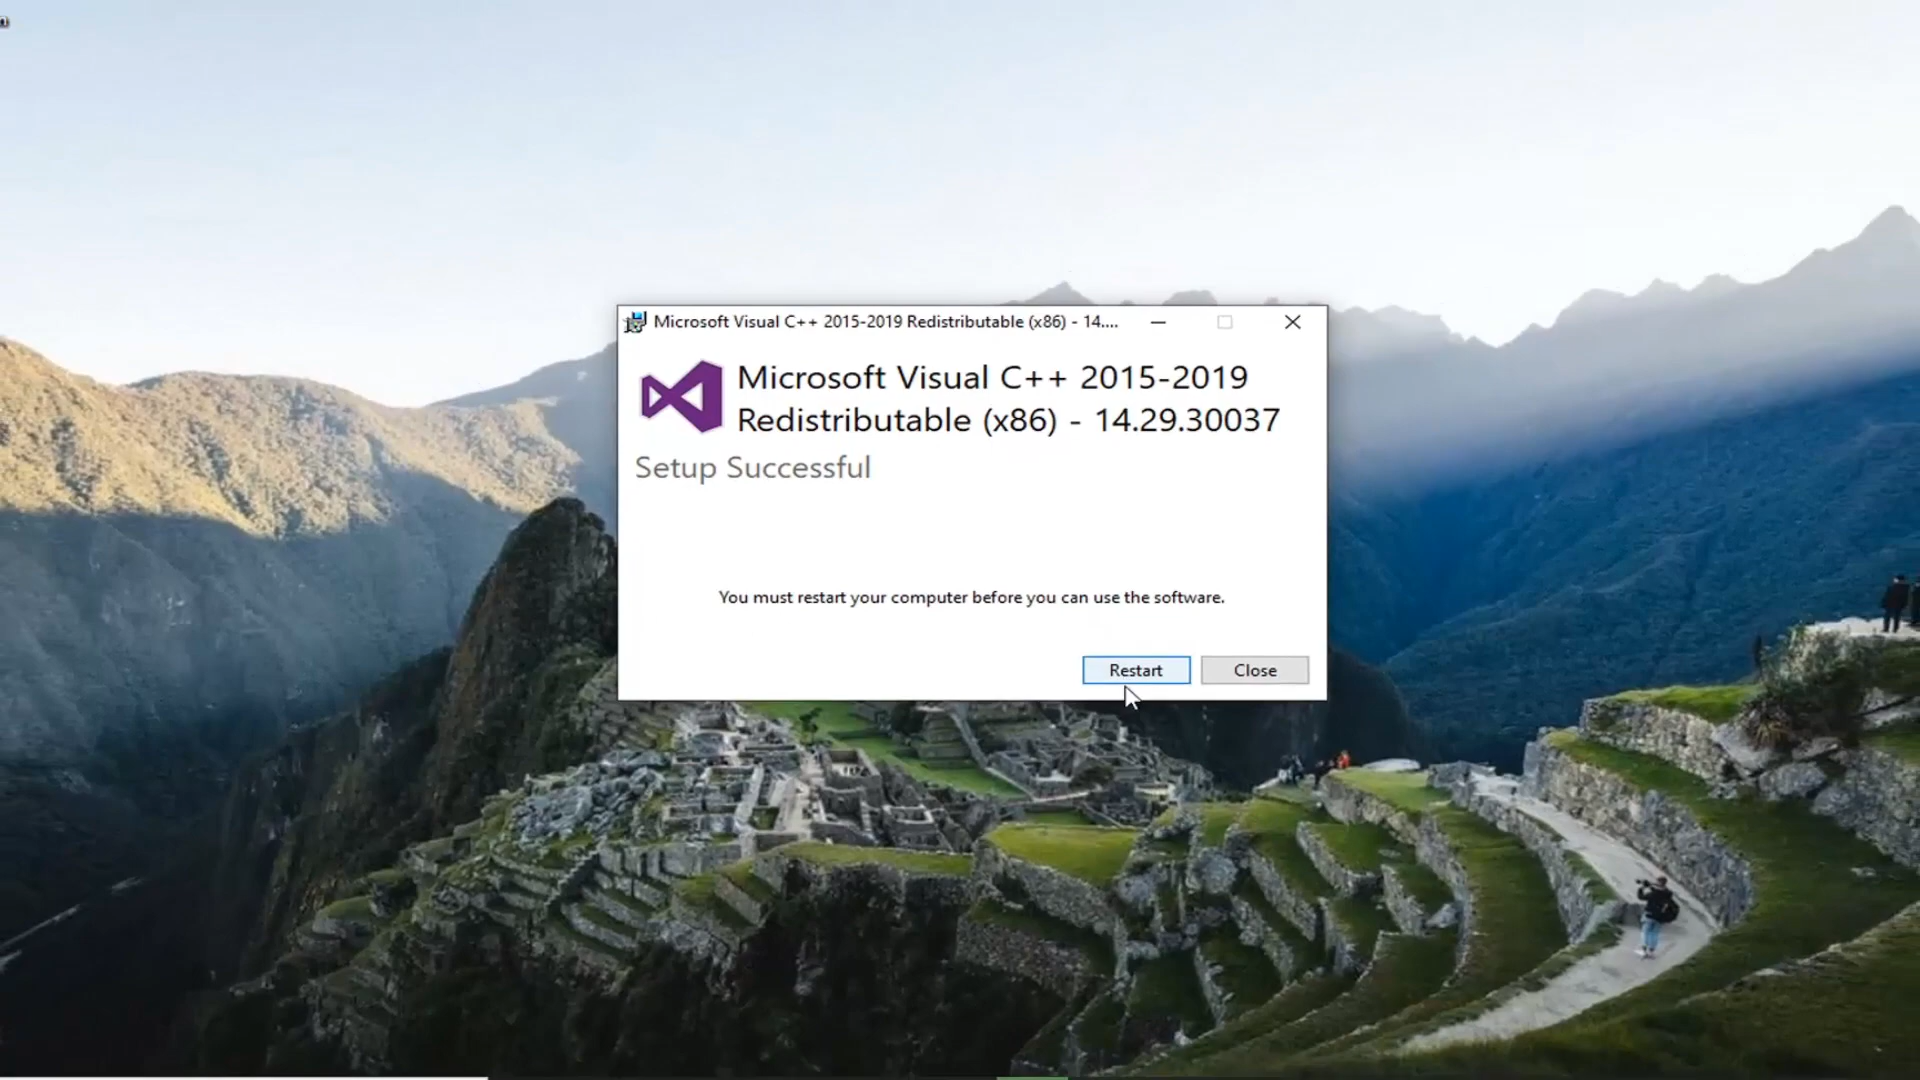 Microsoft Visual C++ 2015-2019 Redistributable (x86) - 14....
Microsoft Visual C++ 2015-2019
Redistributable (x86) - 14.29.30037
Setup Successful
You must restart your computer before you can use the software.
Restart
Close